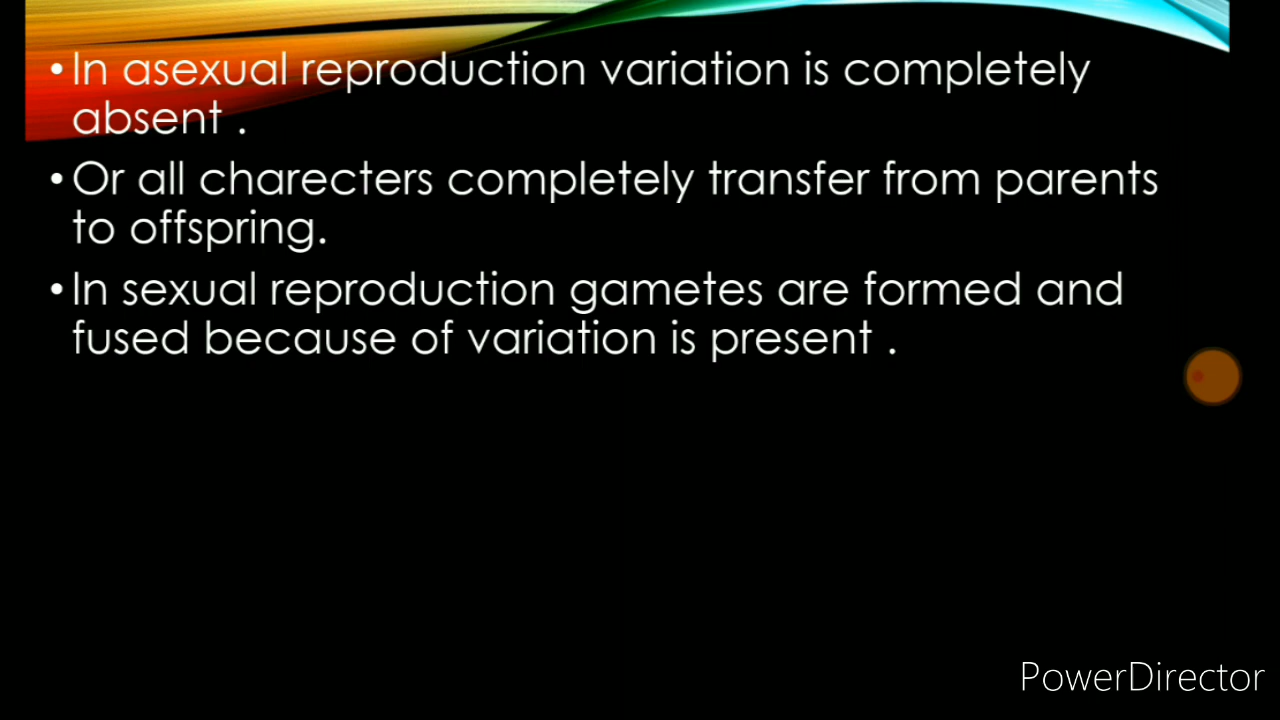 •In asexual reproduction variation is completely
absent .
•Or all charecters completely transfer from parents
to offspring.
•In sexual reproduction gametes are formed and
fused because of variation is present .
PowerDirector